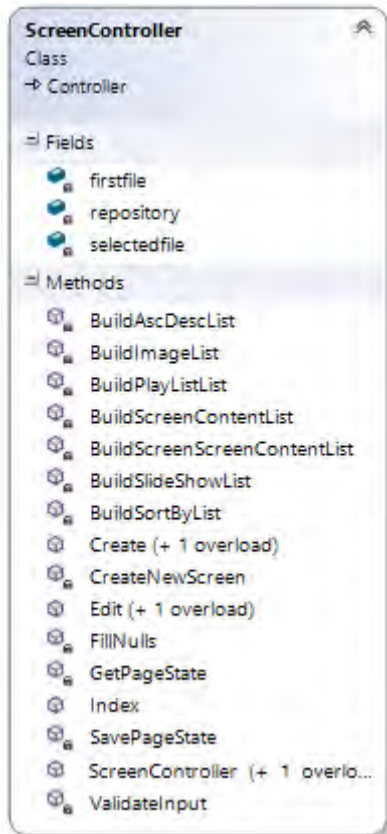 ScreenController
Class
Controller
Fields
firstfile
repository
selectedfile
Methods
BuildAscDescList
BuildImageList
BuildPlayListList
BuildScreenContentList
BuildScreenScreenContentList
BuildSlideShowList
BuildSortByList
Create (+ 1 overload)
CreateNewScreen
Edit (+ 1 overload)
FillNulls
GetPageState
Index
SavePageState
ScreenController (+ 1 overlo...
ValidateInput